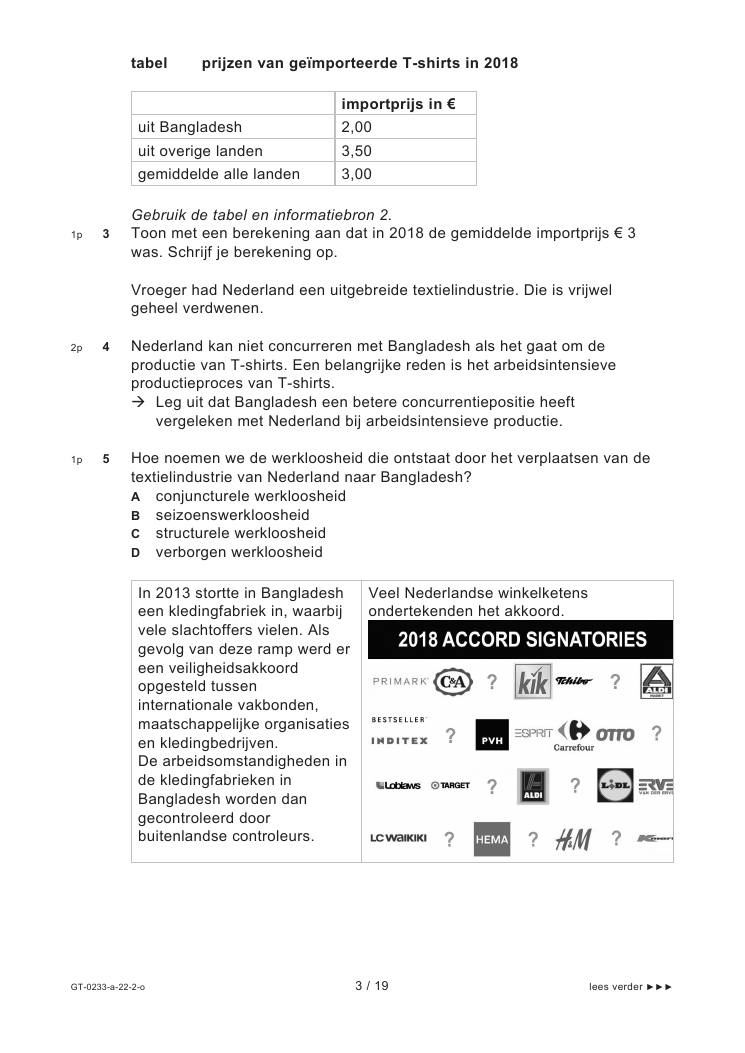 tabel prijzen van geïmporteerde T-shirts in 2018
importprijs in €
uit Bangladesh 2,00
uit overige landen 3,50
gemiddelde alle landen 3,00
Gebruik de tabel en informatiebron 2.
1p 3 Toon met een berekening aan dat in 2018 de gemiddelde importprijs € 3
was. Schrijf je berekening op.
Vroeger had Nederland een uitgebreide textielindustrie. Die is vrijwel
geheel verdwenen.
2p 4 Nederland kan niet concurreren met Bangladesh als het gaat om de
productie van T-shirts. Een belangrijke reden is het arbeidsintensieve
productieproces van T-shirts.
→ Leg uit dat Bangladesh een betere concurrentiepositie heeft
vergeleken met Nederland bij arbeidsintensieve productie.
1p 5 Hoe noemen we de werkloosheid die ontstaat door het verplaatsen van de
textielindustrie van Nederland naar Bangladesh?
A conjuncturele werkloosheid
B seizoenswerkloosheid
C structurele werkloosheid
D verborgen werkloosheid
In 2013 stortte in Bangladesh
een kledingfabriek in, waarbij
vele slachtoffers vielen. Als
gevolg van deze ramp werd er
een veiligheidsakkoord
opgesteld tussen
internationale vakbonden,
maatschappelijke organisaties
en kledingbedrijven.
De arbeidsomstandigheden in
de kledingfabrieken in
Bangladesh worden dan
gecontroleerd door
buitenlandse controleurs.
Veel Nederlandse winkelketens
ondertekenden het akkoord.
2018 ACCORD SIGNATORIES
PRIMARK C&A ? kik Tchibo ? ALDI MARKT
BESTSELLER
INDITEX ? PVH ESPRIT Carrefour OTTO ?
Loblaws TARGET ? ALDI ? LIDL ERVE
VAN DER ERVE
LC WAIKIKI ? HEMA ? H&M ? Kmart
GT-0233-a-22-2-o 3 / 19 lees verder ►►►